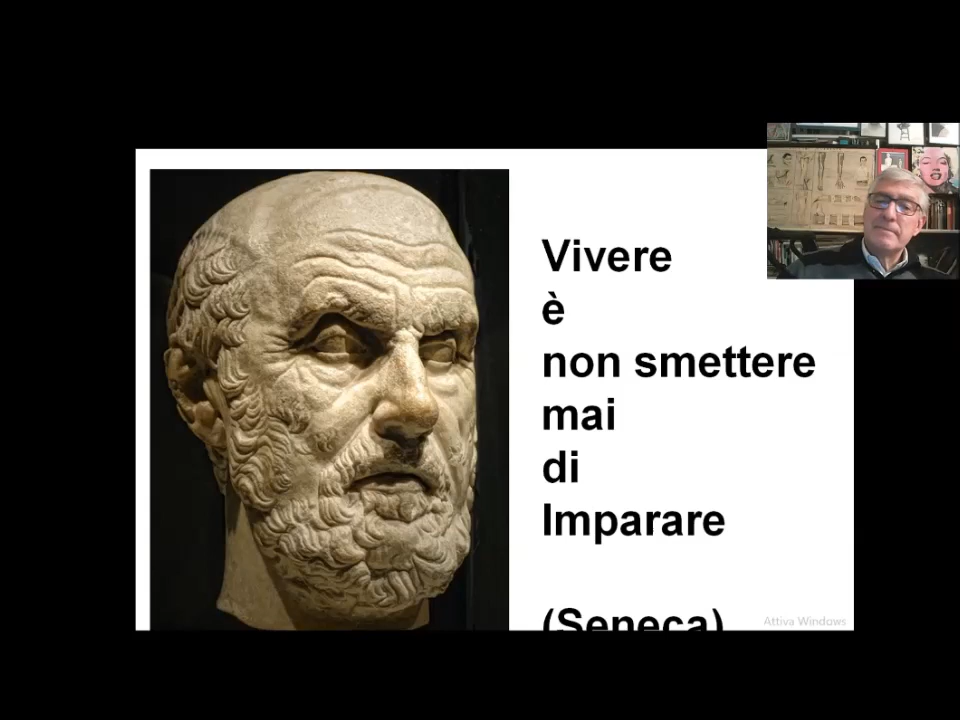 Vivere
è
non smettere
mai
di
Imparare
(Seneca)
Attiva Windows